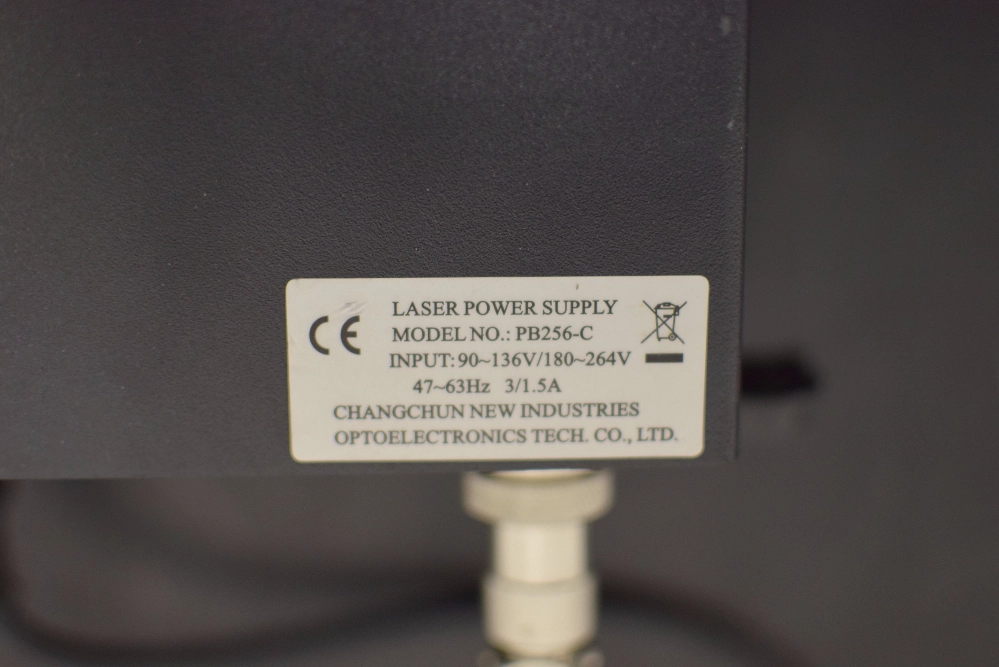 CE
LASER POWER SUPPLY
MODEL NO.: PB256-C
INPUT: 90~136V/180~264V
47~63Hz 3/1.5A
CHANGCHUN NEW INDUSTRIES
OPTOELECTRONICS TECH. CO., LTD.